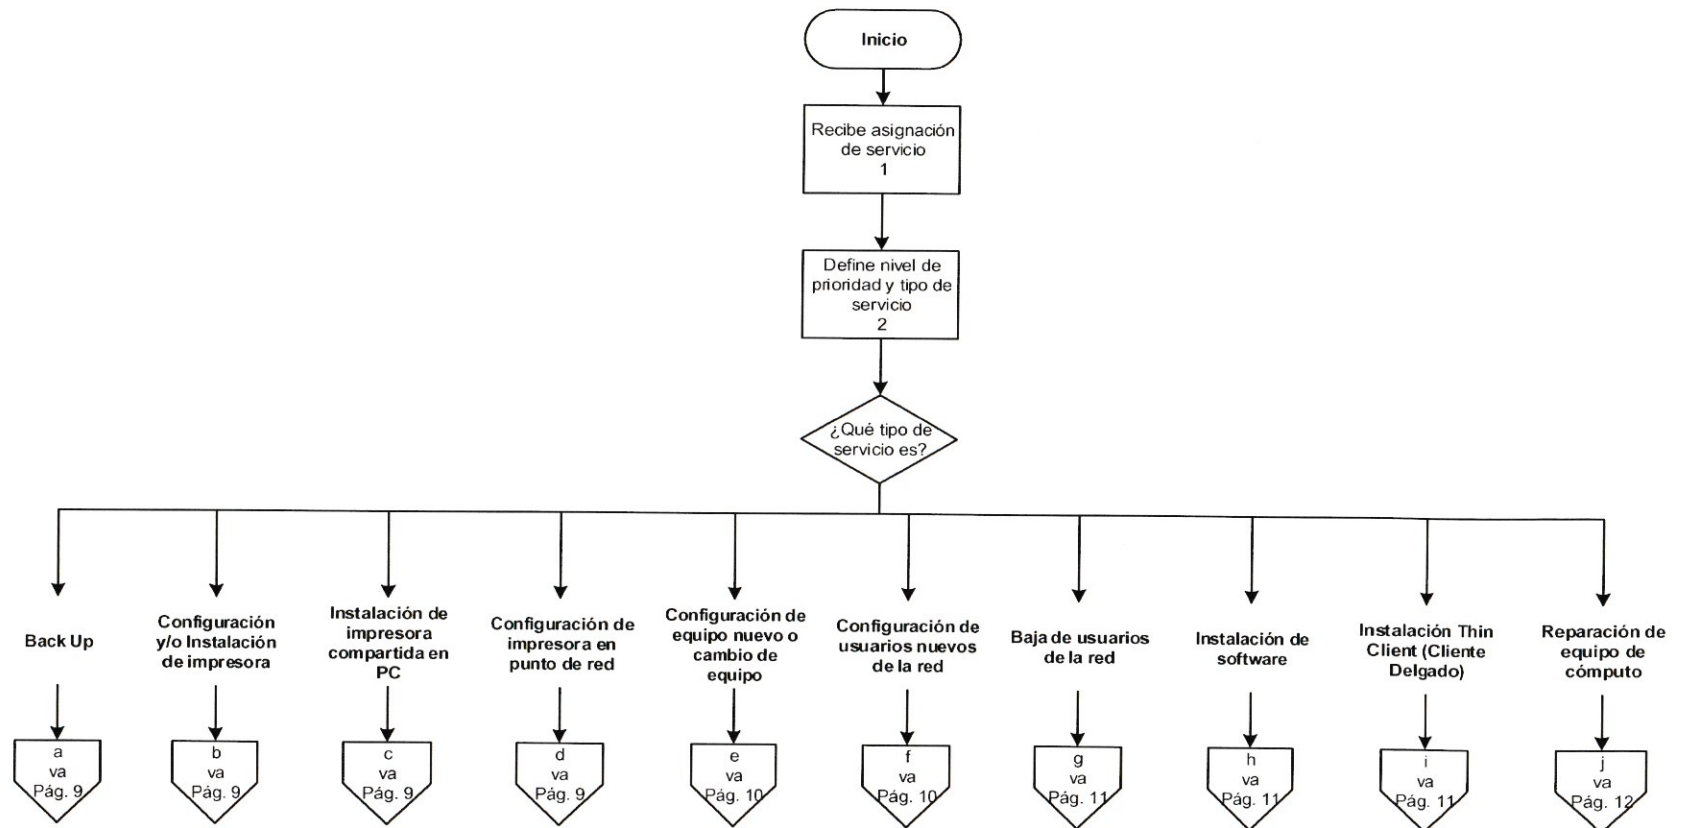 Inicio
Recibe asignación
de servicio
1
Define nivel de
prioridad y tipo de
servicio
2
¿Qué tipo de
servicio es?
Back Up
Configuración
y/o Instalación
de impresora
Instalación de
impresora
compartida en
PC
Configuración de
impresora en
punto de red
Configuración de
equipo nuevo o
cambio de
equipo
Configuración de
usuarios nuevos
de la red
Baja de usuarios
de la red
Instalación de
software
Instalación Thin
Client (Cliente
Delgado)
Reparación de
equipo de
cómputo
a
va
Pág. 9
b
va
Pág. 9
c
va
Pág. 9
d
va
Pág. 9
e
va
Pág. 10
f
va
Pág. 10
g
va
Pág. 11
h
va
Pág. 11
i
va
Pág. 11
j
va
Pág. 12